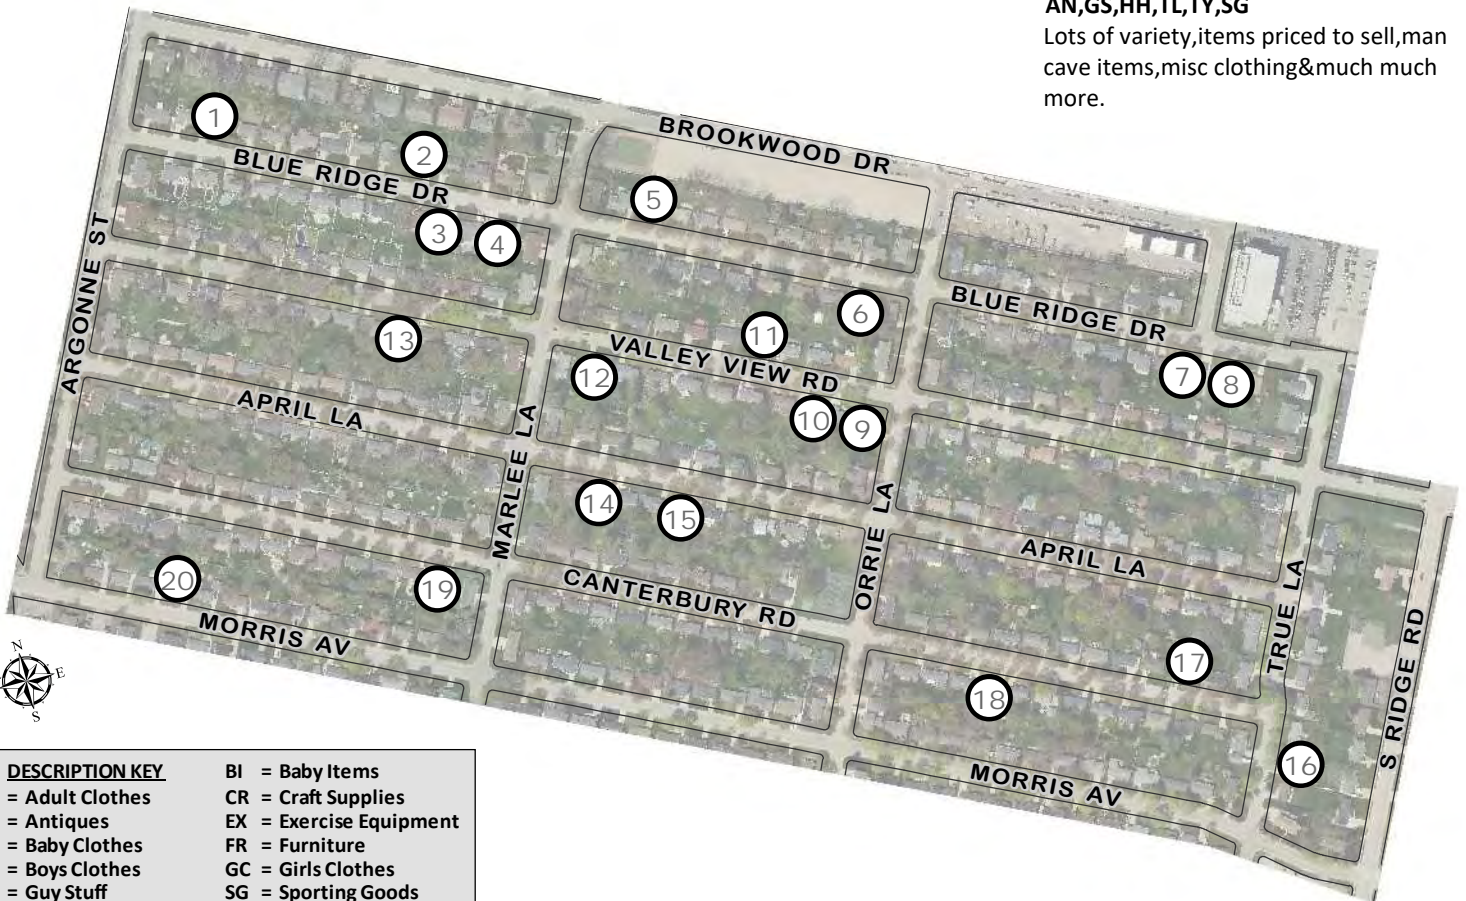 AN,GS,HH,TL,TY,SG
Lots of variety,items priced to sell,man
cave items,misc clothing&much much
more.
BROOKWOOD DR
1
2
BLUE RIDGE DR
3
4
5
6
BLUE RIDGE DR
7
8
ARGONNE ST
13
11
VALLEY VIEW RD
12
10
9
APRIL LA
MARLEE LA
14
15
ORRIE LA
APRIL LA
TRUE LA
S RIDGE RD
20
19
CANTERBURY RD
MORRIS AV
17
18
16
MORRIS AV
N
E
S
DESCRIPTION KEY
= Adult Clothes
= Antiques
= Baby Clothes
= Boys Clothes
= Guy Stuff
BI = Baby Items
CR = Craft Supplies
EX = Exercise Equipment
FR = Furniture
GC = Girls Clothes
SG = Sporting Goods